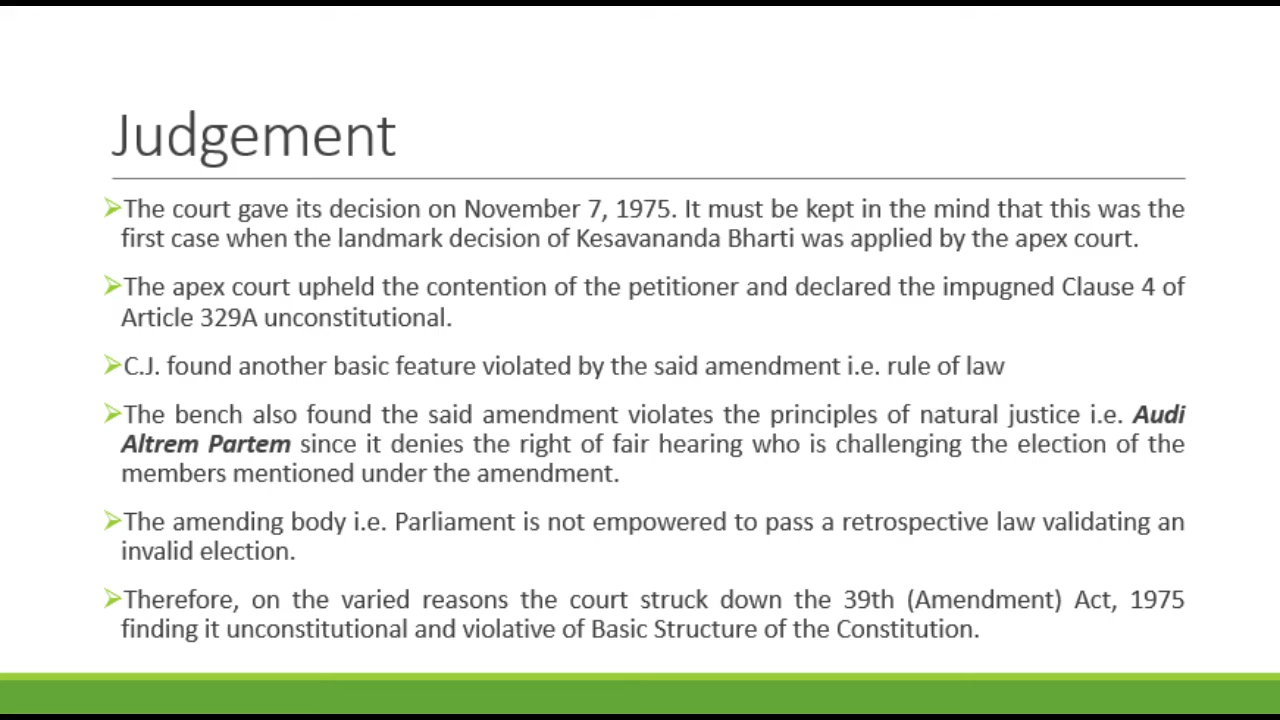 Judgement
➢The court gave its decision on November 7, 1975. It must be kept in the mind that this was the
first case when the landmark decision of Kesavananda Bharti was applied by the apex court.
➢The apex court upheld the contention of the petitioner and declared the impugned Clause 4 of
Article 329A unconstitutional.
➢C.J. found another basic feature violated by the said amendment i.e. rule of law
➢The bench also found the said amendment violates the principles of natural justice i.e. Audi
Altrem Partem since it denies the right of fair hearing who is challenging the election of the
members mentioned under the amendment.
➢The amending body i.e. Parliament is not empowered to pass a retrospective law validating an
invalid election.
➢Therefore, on the varied reasons the court struck down the 39th (Amendment) Act, 1975
finding it unconstitutional and violative of Basic Structure of the Constitution.